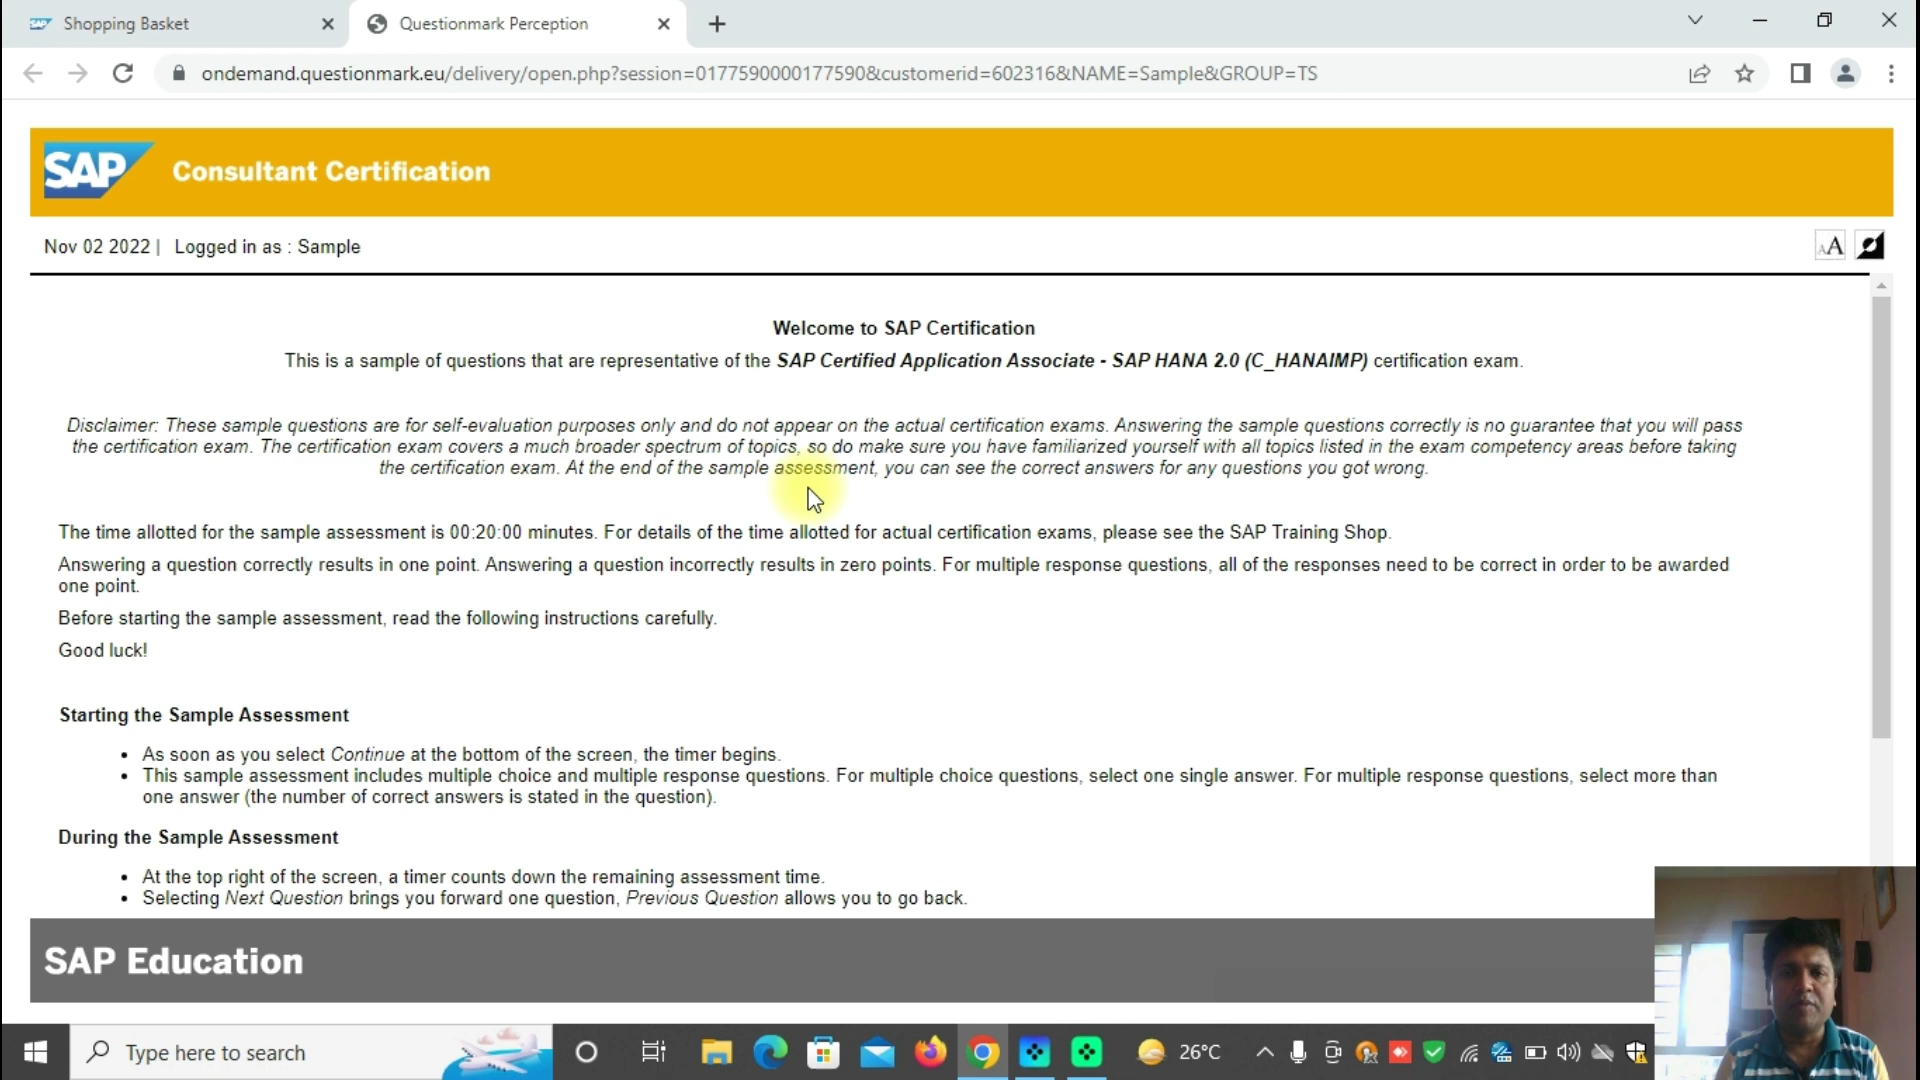 SAP Shopping Basket
Questionmark Perception
ondemand.questionmark.eu/delivery/open.php?session=0177590000177590&customerid=602316&NAME=Sample&GROUP=TS
SAP Consultant Certification
Nov 02 2022 | Logged in as : Sample
AA
Welcome to SAP Certification
This is a sample of questions that are representative of the SAP Certified Application Associate - SAP HANA 2.0 (C_HANAIMP) certification exam.
Disclaimer: These sample questions are for self-evaluation purposes only and do not appear on the actual certification exams. Answering the sample questions correctly is no guarantee that you will pass
the certification exam. The certification exam covers a much broader spectrum of topics, so do make sure you have familiarized yourself with all topics listed in the exam competency areas before taking
the certification exam. At the end of the sample assessment, you can see the correct answers for any questions you got wrong.
The time allotted for the sample assessment is 00:20:00 minutes. For details of the time allotted for actual certification exams, please see the SAP Training Shop.
Answering a question correctly results in one point. Answering a question incorrectly results in zero points. For multiple response questions, all of the responses need to be correct in order to be awarded
one point.
Before starting the sample assessment, read the following instructions carefully.
Good luck!
Starting the Sample Assessment
• As soon as you select Continue at the bottom of the screen, the timer begins.
• This sample assessment includes multiple choice and multiple response questions. For multiple choice questions, select one single answer. For multiple response questions, select more than
one answer (the number of correct answers is stated in the question).
During the Sample Assessment
• At the top right of the screen, a timer counts down the remaining assessment time.
• Selecting Next Question brings you forward one question, Previous Question allows you to go back.
SAP Education
Type here to search
26°C